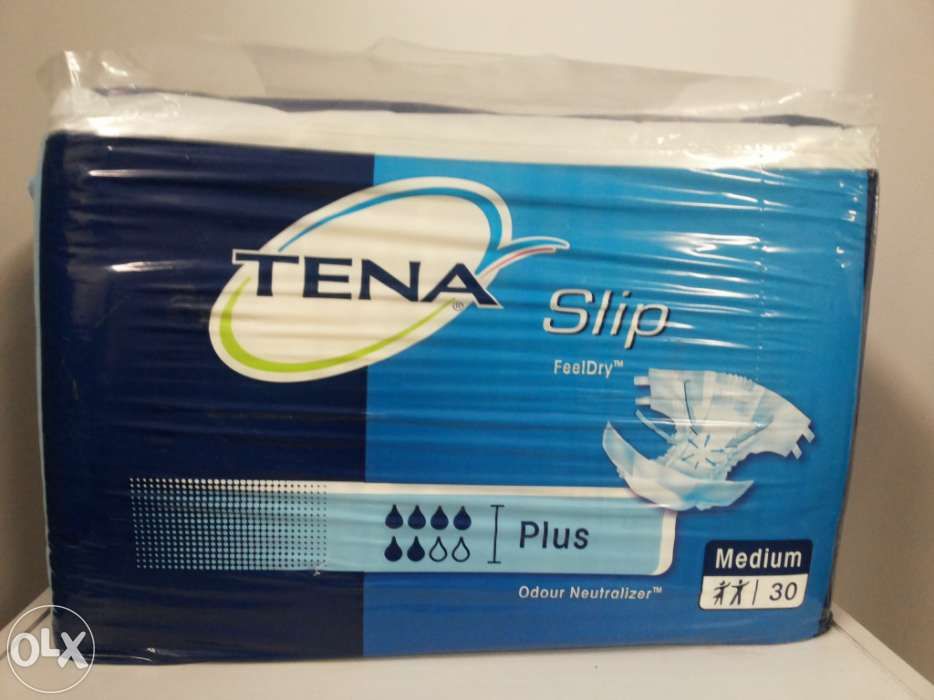 TENA
®
Slip
FeelDry™
Plus
Odour Neutralizer™
Medium
30
OLX